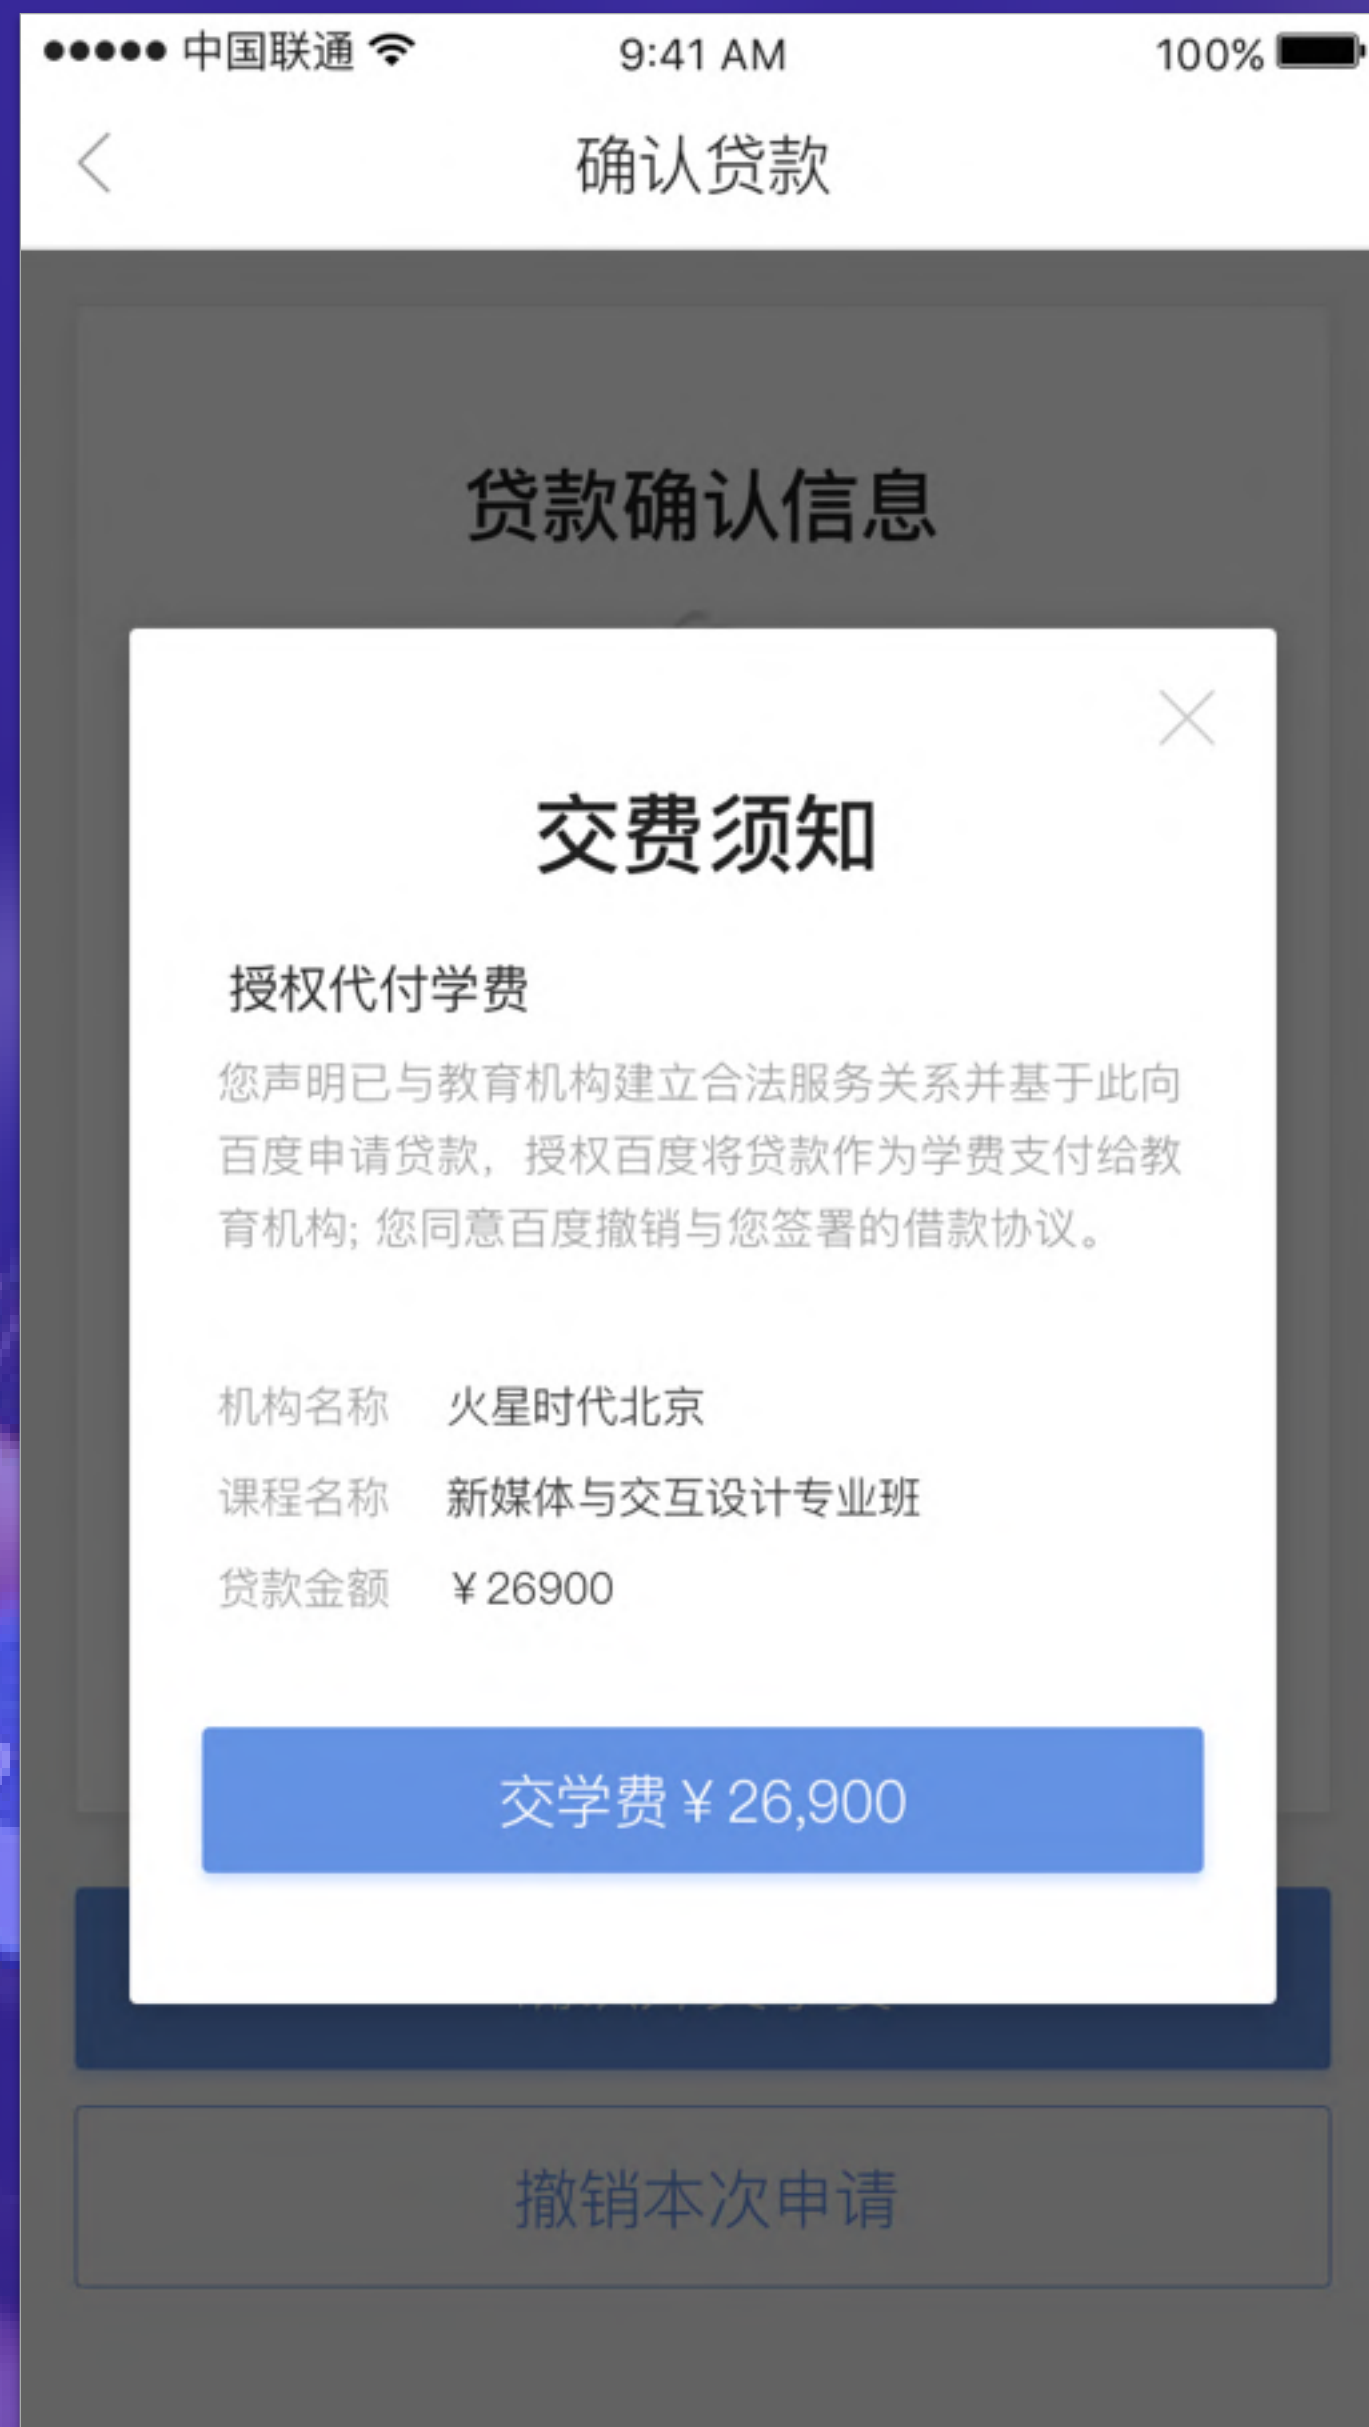 中国联通
9:41 AM
100%
确认贷款
贷款确认信息
交费须知
授权代付学费
您声明已与教育机构建立合法服务关系并基于此向
百度申请贷款，授权百度将贷款作为学费支付给教
育机构; 您同意百度撤销与您签署的借款协议。
机构名称 火星时代北京
课程名称 新媒体与交互设计专业班
贷款金额 ¥26900
交学费¥26,900
撤销本次申请